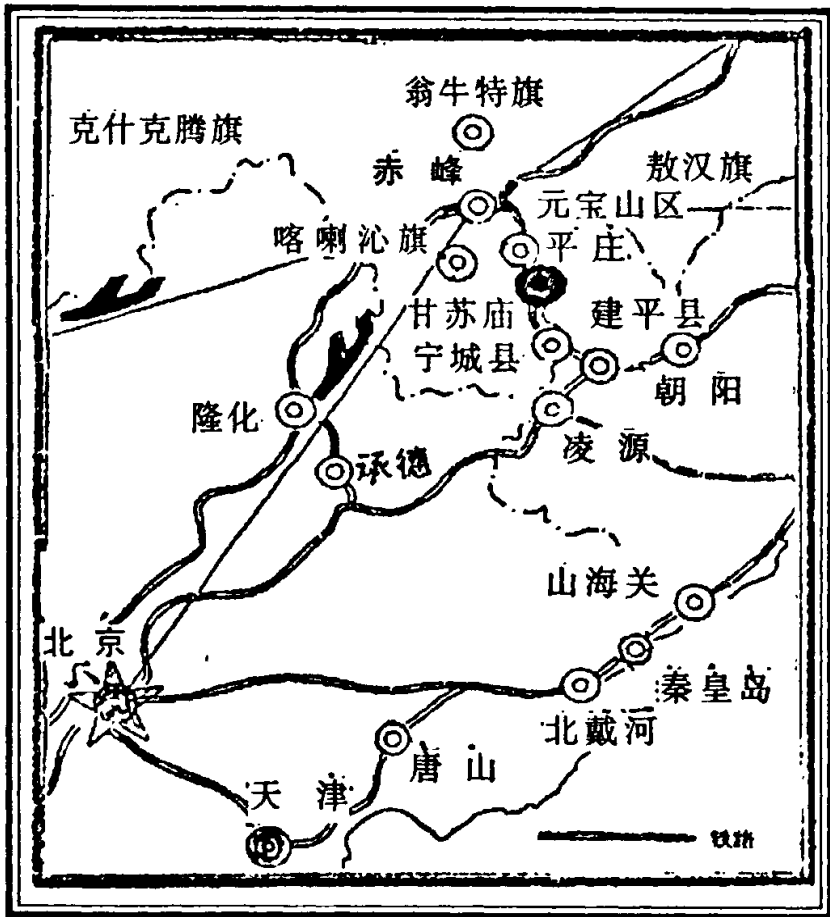 翁牛特旗
克什克腾旗
赤峰
敖汉旗
元宝山区
喀喇沁旗
平庄
甘苏庙
建平县
宁城县
朝阳
隆化
凌源
承德
山海关
北京
秦皇岛
北戴河
唐山
天津
铁路